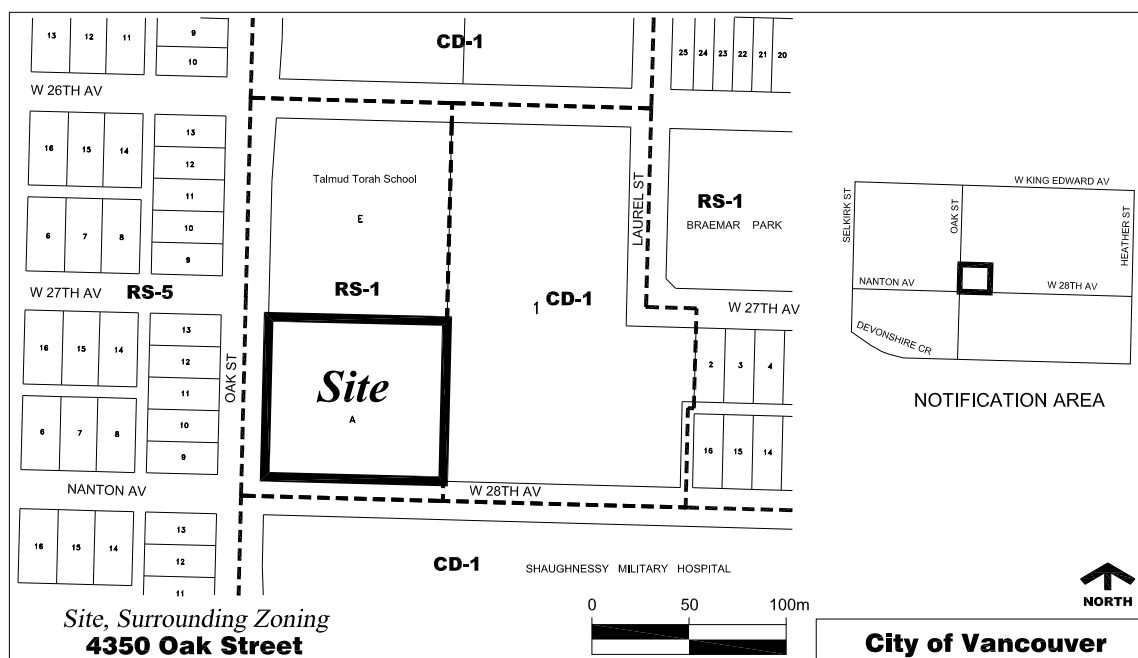 13 12 11
9
10
CD-1
25 24 23 22 21 20
W 26TH AV
16 15 14
13
12
11
10
9
Talmud Torah School
E
LAUREL ST
RS-1
BRAEMAR PARK
6 7 8
W 27TH AV
RS-5
RS-1
1 CD-1
W 27TH AV
16 15 14
13
12
11
10
9
OAK ST
Site
A
2 3 4
6 7 8
16 15 14
NANTON AV
W 28TH AV
16 15 14
13
12
11
CD-1
SHAUGHNESSY MILITARY HOSPITAL
W KING EDWARD AV
SELKIRK ST
OAK ST
HEATHER ST
NANTON AV
W 28TH AV
DEVONSHIRE CR
NOTIFICATION AREA
NORTH
Site, Surrounding Zoning
4350 Oak Street
0 50 100m
City of Vancouver